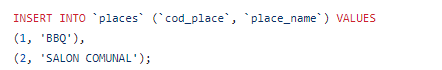 INSERT INTO `places` (`cod_place`, `place_name`) VALUES
(1, 'BBQ'),
(2, 'SALON COMUNAL');